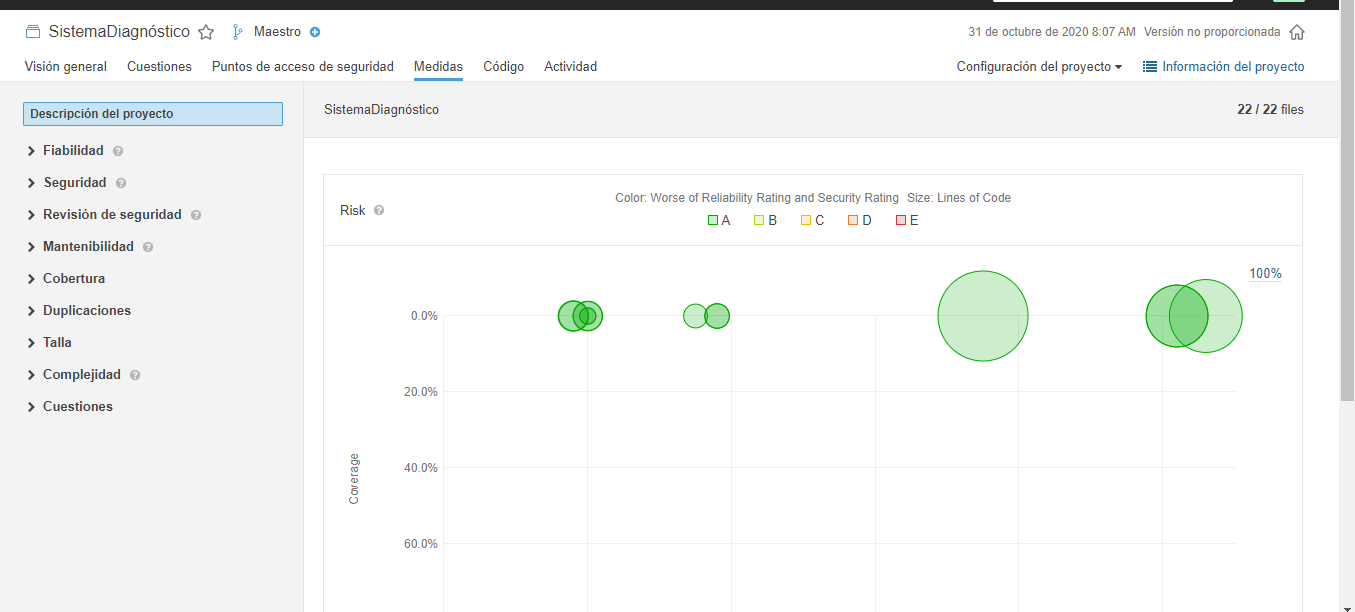 SistemaDiagnóstico Maestro 31 de octubre de 2020 8:07 AM Versión no proporcionada
Visión general Cuestiones Puntos de acceso de seguridad Medidas Código Actividad Configuración del proyecto Información del proyecto
Descripción del proyecto
Fiabilidad
Seguridad
Revisión de seguridad
Mantenibilidad
Cobertura
Duplicaciones
Talla
Complejidad
Cuestiones
SistemaDiagnóstico 22 / 22 files
Risk
Color: Worse of Reliability Rating and Security Rating Size: Lines of Code
A B C D E
100%
0.0%
20.0%
40.0%
60.0%
Coverage